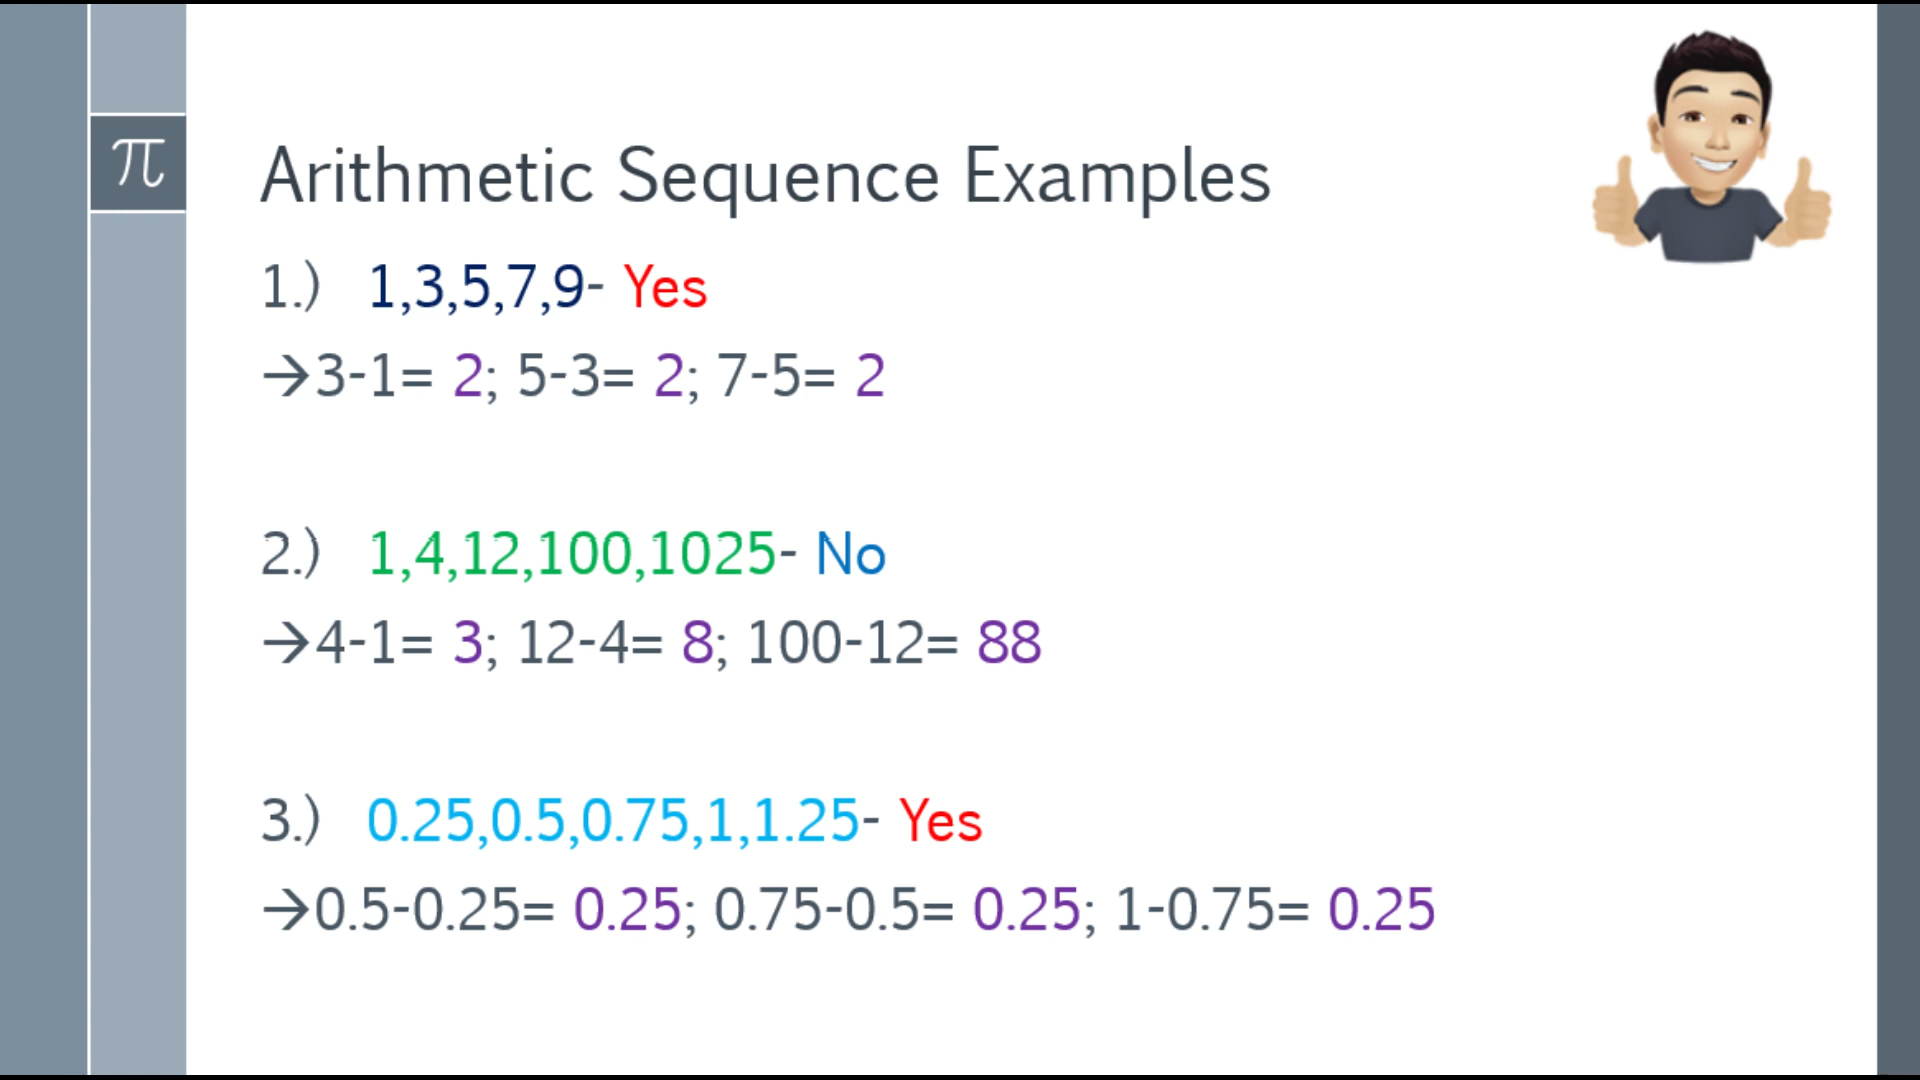 π
Arithmetic Sequence Examples
1.) 1,3,5,7,9- Yes
→3-1= 2; 5-3= 2; 7-5= 2
2.) 1,4,12,100,1025- No
→4-1= 3; 12-4= 8; 100-12= 88
3.) 0.25,0.5,0.75,1,1.25- Yes
→0.5-0.25= 0.25; 0.75-0.5= 0.25; 1-0.75= 0.25